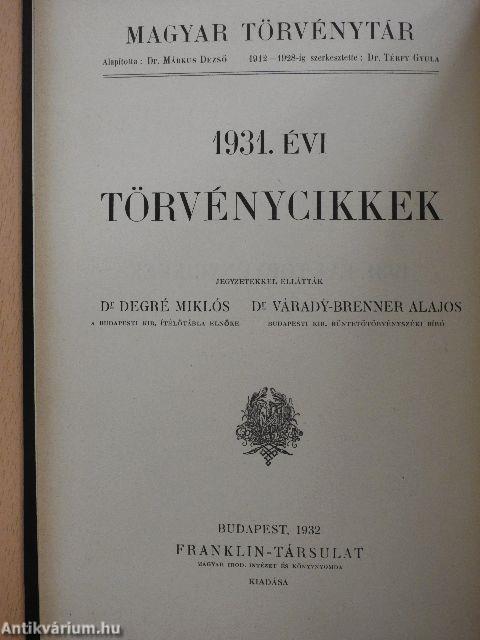 MAGYAR TÖRVÉNYTÁR
Alapította : Dr. MÁRKUS DEZSŐ 1912–1928-ig szerkesztette : Dr. TÉRFY GYULA
1931. ÉVI
TÖRVÉNYCIKKEK
JEGYZETEKKEL ELLÁTTÁK
Dr DEGRÉ MIKLÓS Dr VÁRADY-BRENNER ALAJOS
A BUDAPESTI KIR. ÍTÉLŐTÁBLA ELNÖKE BUDAPESTI KIR. BÜNTETŐTÖRVÉNYSZÉKI BÍRÓ
BUDAPEST, 1932
FRANKLIN-TÁRSULAT
MAGYAR IROD. INTÉZET ÉS KÖNYVNYOMDA
KIADÁSA
Antikvárium.hu